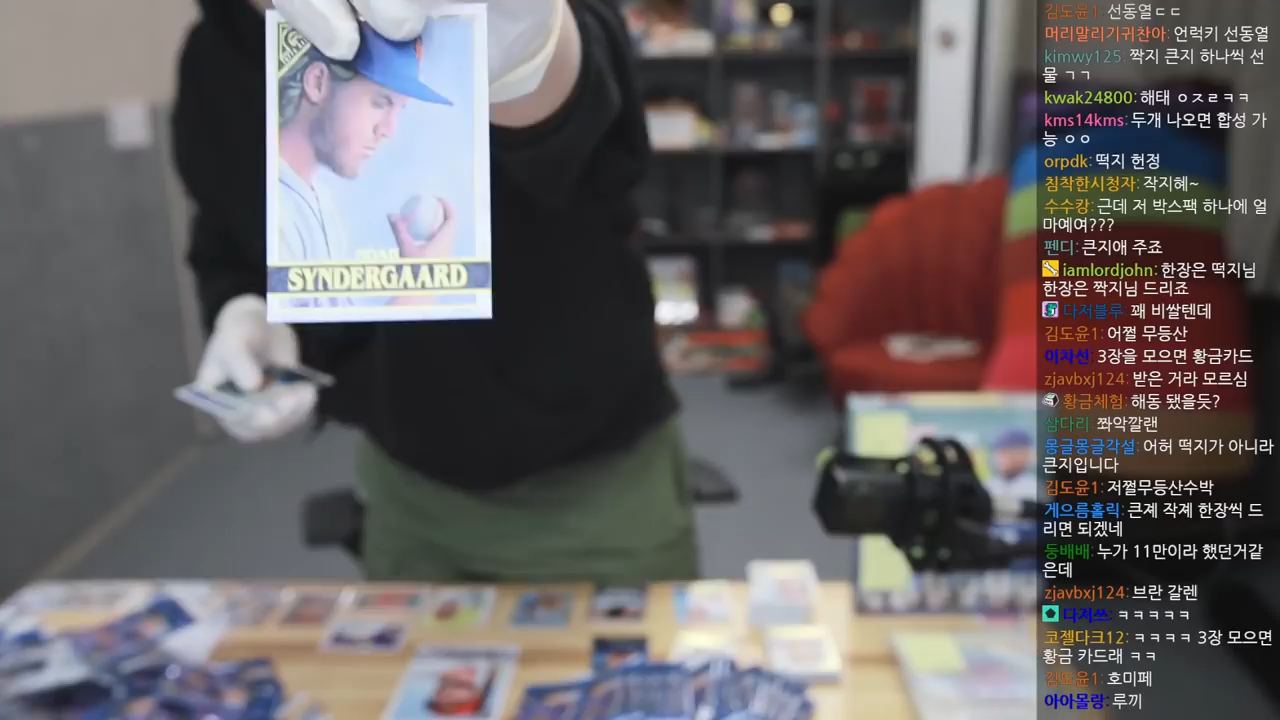 NOAH
SYNDERGAARD
김도윤1: 선동열ㄷㄷ
머리말리기귀찬아: 언럭키 선동열
kimwy125: 짝지 큰지 하나씩 선
물 ㄱㄱ
kwak24800: 해태 ㅇㅈㄹㅋㅋ
kms14kms: 두개 나오면 합성 가
능 ㅇㅇ
orpdk: 떡지 헌정
침착한시청자: 작지혜~
수수캉: 근데 저 박스팩 하나에 얼
마예여???
펜디: 큰지애 주죠
iamlordjohn: 한장은 떡지님
한장은 짝지님 드리죠
다저블루: 꽤 비쌀텐데
김도윤1: 어쩔 무등산
이자선: 3장을 모으면 황금카드
zjavbxj124: 받은 거라 모르심
황금체험: 해동 됐을듯?
삼다리: 쫘악깔랜
몽글몽글각설: 어허 떡지가 아니라
큰지입니다
김도윤1: 저쩔무등산수박
게으름홀릭: 큰제 작제 한장씩 드
리면 되겠네
둥배배: 누가 11만이라 했던거같
은데
zjavbxj124: 브란 갈렌
다저쓰: ㅋㅋㅋㅋㅋ
코젤다크12: ㅋㅋㅋㅋ 3장 모으면
황금 카드래 ㅋㅋ
김도윤1: 호미페
아아몰랑: 루끼